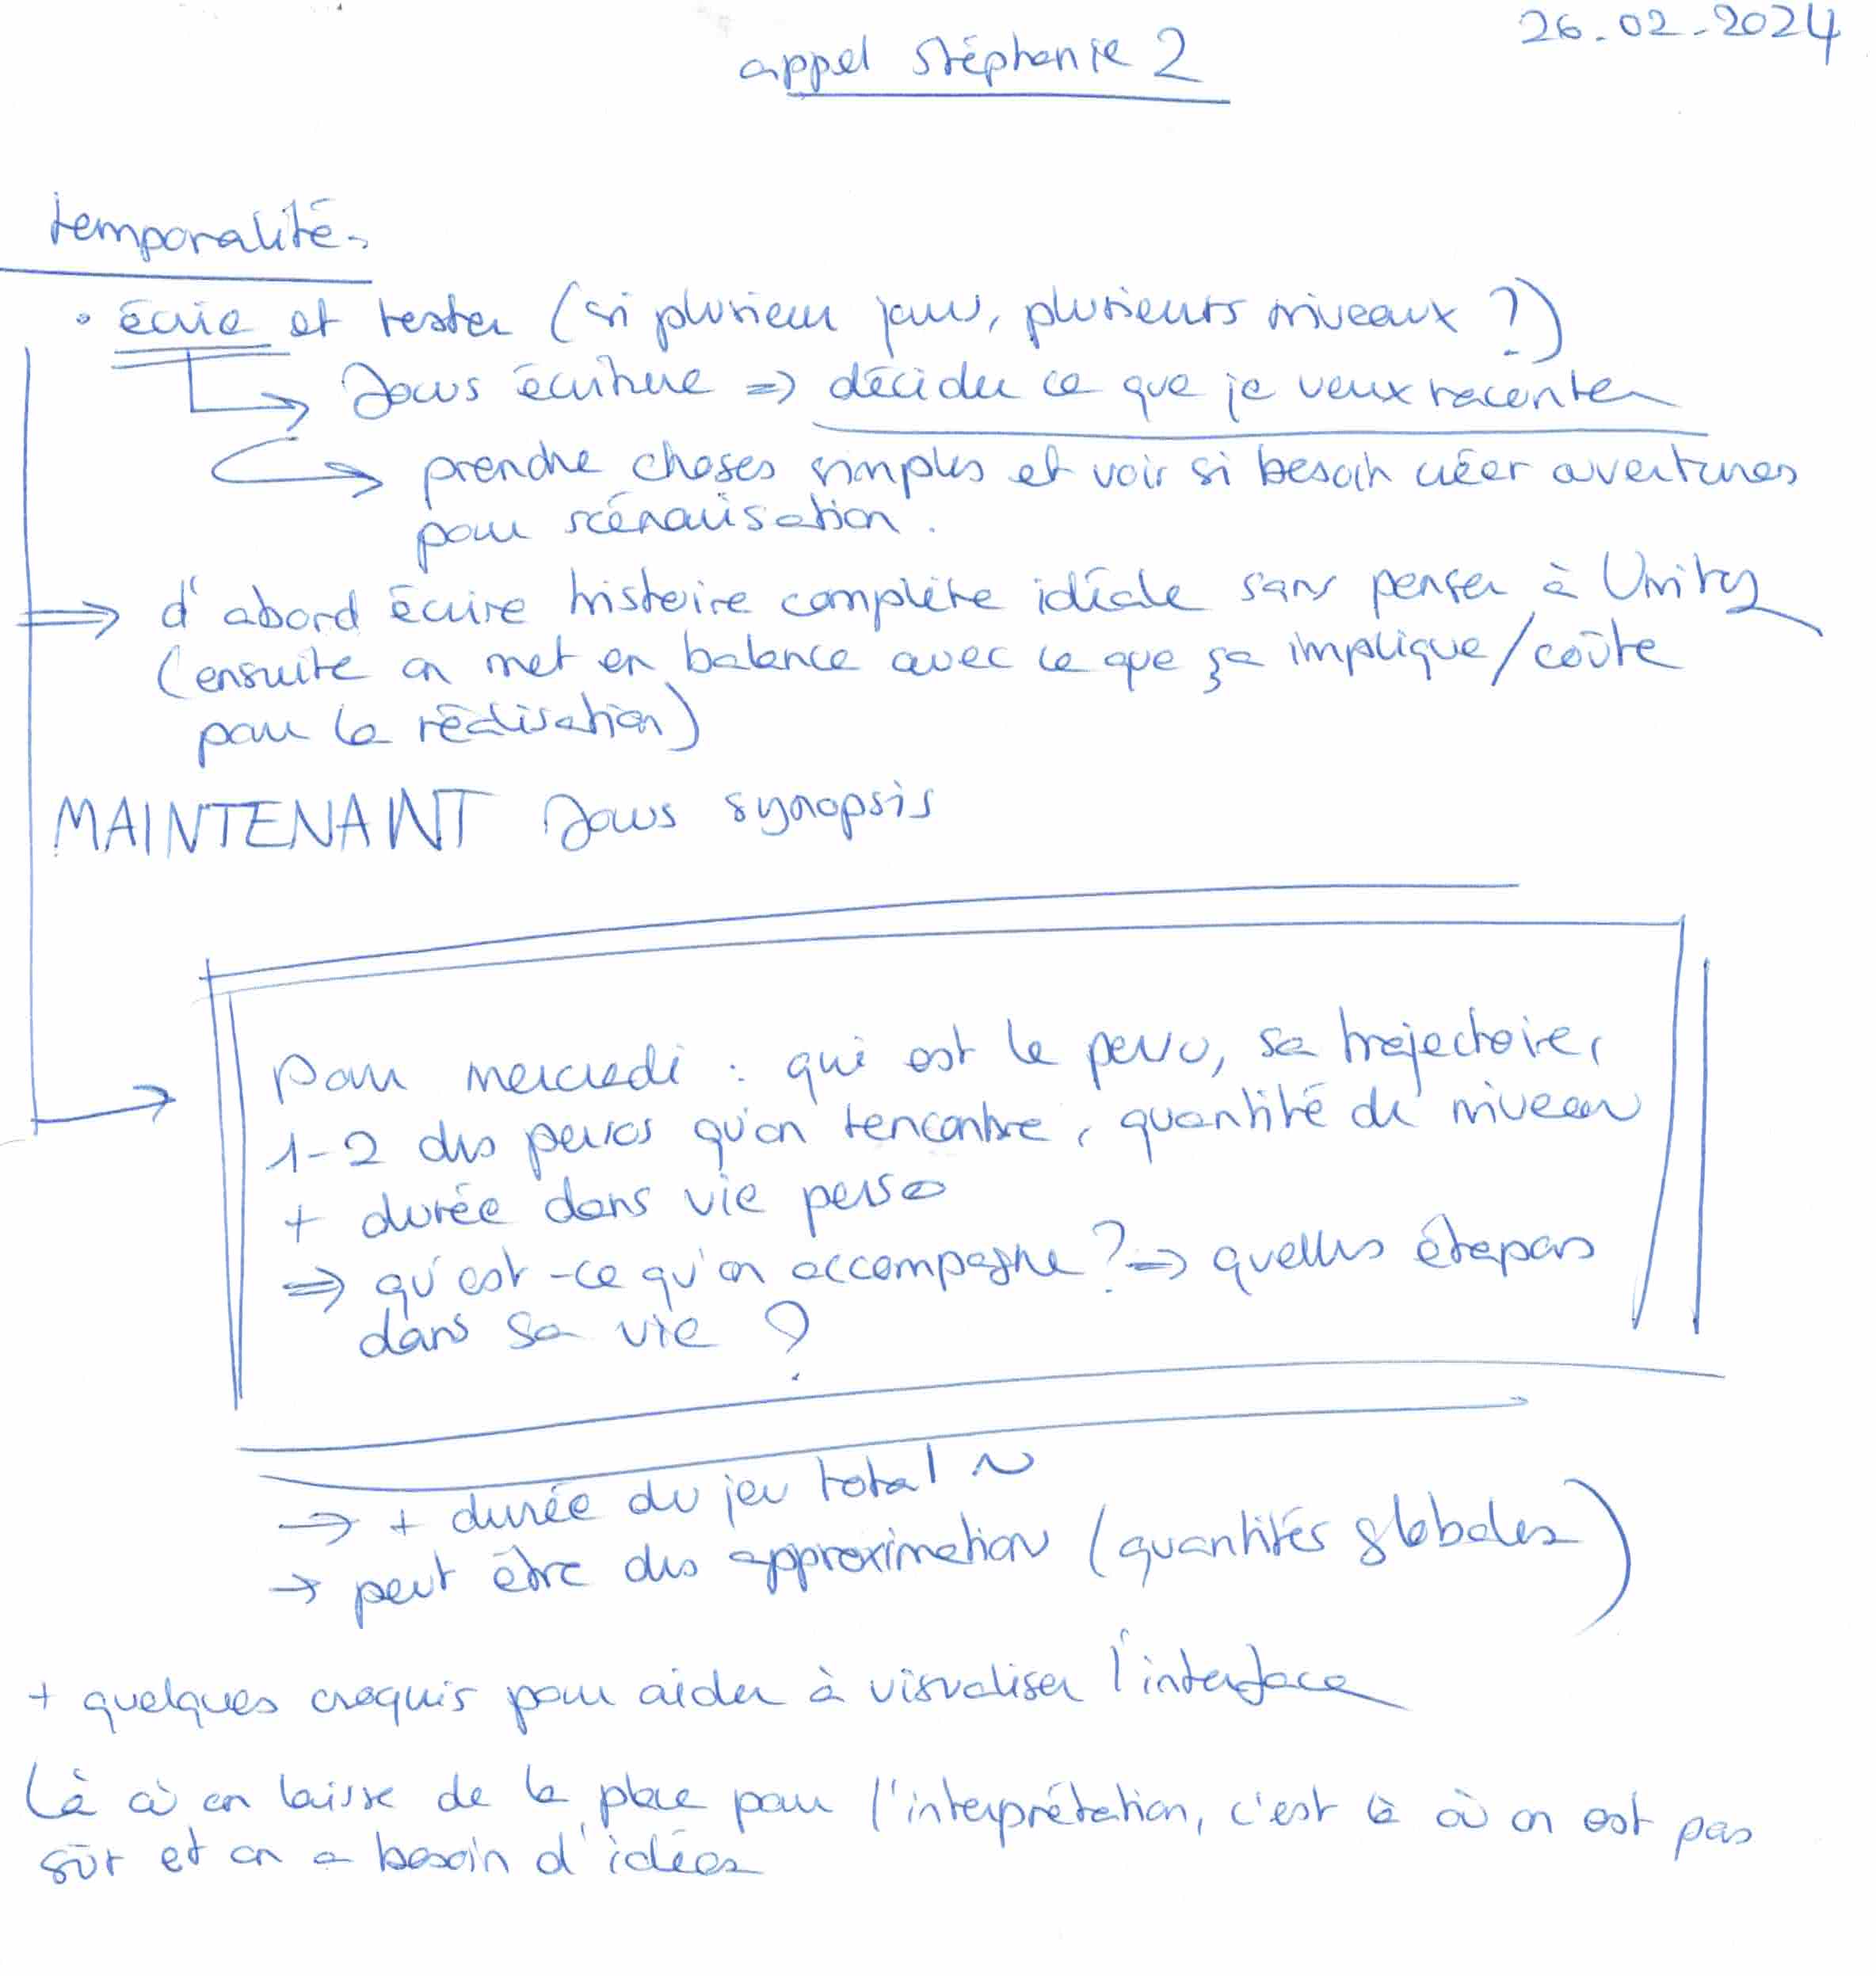 26.02.2024
appel Stéphanie 2
temporalité.
• écrire et tester (si plusieurs jours, plusieurs niveaux ?)
focus écriture => décider ce que je veux raconter
prendre choses simples et voir si besoin créer ouvertures
pour scénarisation.
=> d'abord écrire histoire complète idéale sans penser à Unity
(ensuite on met en balance avec ce que ça implique/coûte
pour la réalisation)
MAINTENANT focus synopsis
Pour mercredi : qui est le perso, sa trajectoire,
1-2 des persos qu'on rencontre, quantité de niveau
+ durée dans vie perso
=> qu'est-ce qu'on accompagne ? => quelles étapes
dans sa vie ?
→ + durée du jeu total ~
→ peut être des approximation (quantités globales)
+ quelques croquis pour aider à visualiser l'interface
Là où on laisse de la place pour l'interprétation, c'est là où on est pas
sûr et on a besoin d'idées